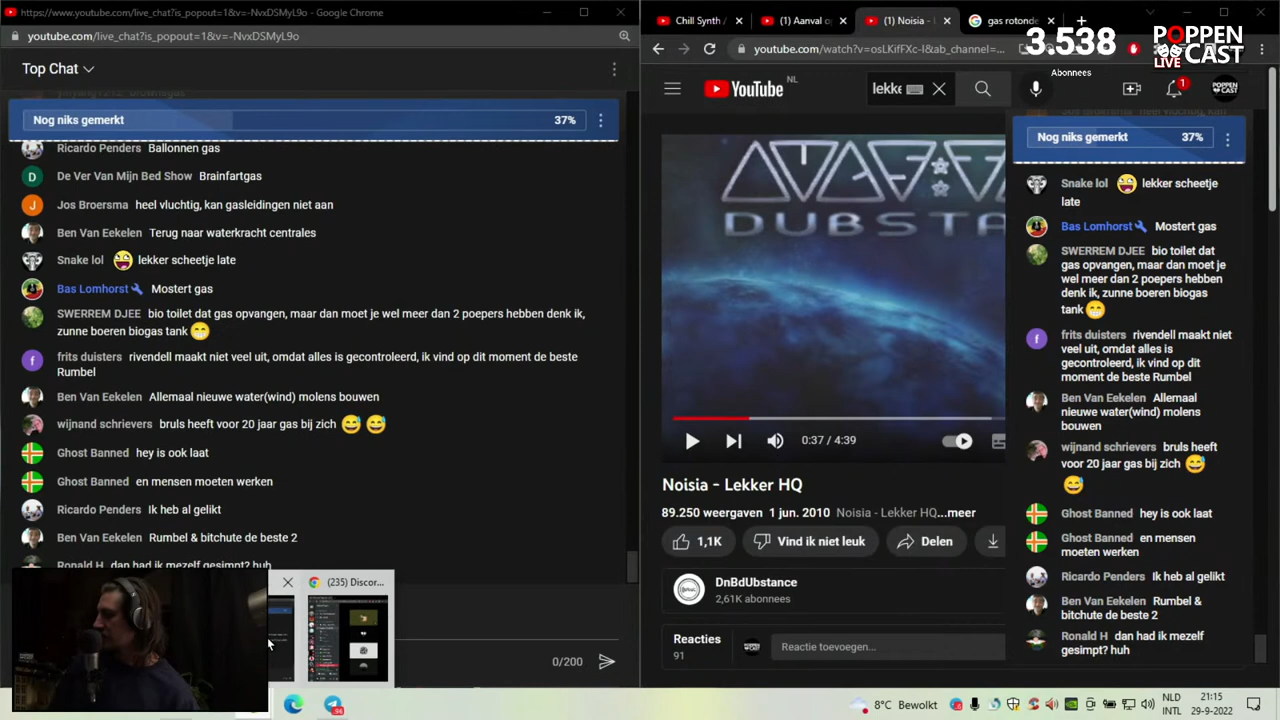 https://www.youtube.com/live_chat?is_popout=1&v=-NvxDSMyL9o - Google Chrome
youtube.com/live_chat?is_popout=1&v=-NvxDSMyL9o
Top Chat
Nog niks gemerkt 37%
Ricardo Penders Ballonnen gas
D De Ver Van Mijn Bed Show Brainfartgas
J Jos Broersma heel vluchtig, kan gasleidingen niet aan
Ben Van Eekelen Terug naar waterkracht centrales
Snake lol lekker scheetje late
Bas Lomhorst Mostert gas
SWERREM DJEE bio toilet dat gas opvangen, maar dan moet je wel meer dan 2 poepers hebben denk ik,
zunne boeren biogas tank
f frits duisters rivendell maakt niet veel uit, omdat alles is gecontroleerd, ik vind op dit moment de beste
Rumbel
Ben Van Eekelen Allemaal nieuwe water(wind) molens bouwen
wijnand schrievers bruls heeft voor 20 jaar gas bij zich
Ghost Banned hey is ook laat
Ghost Banned en mensen moeten werken
Ricardo Penders Ik heb al gelikt
Ben Van Eekelen Rumbel & bitchute de beste 2
Ronald H dan had ik mezelf gesimpt? huh
(235) Discor...
0/200
Chill Synth /
(1) Aanval o
(1) Noisia -
gas rotonde
3.538
Abonnees
POPPEN
LIVE CAST
youtube.com/watch?v=osLKifFXc-I&ab_channel=...
YouTube NL
lekke
1
POPPEN
CAST
DUBSTA
0:37 / 4:39
Noisia - Lekker HQ
89.250 weergaven 1 jun. 2010 Noisia - Lekker HQ...meer
1,1K Vind ik niet leuk Delen
DnBdUbstance
2,61K abonnees
Reacties
91
Reactie toevoegen...
Nog niks gemerkt 37%
Snake lol lekker scheetje
late
Bas Lomhorst Mostert gas
SWERREM DJEE bio toilet dat
gas opvangen, maar dan moet je
wel meer dan 2 poepers hebben
denk ik, zunne boeren biogas
tank
f frits duisters rivendell maakt niet
veel uit, omdat alles is
gecontroleerd, ik vind op dit
moment de beste Rumbel
Ben Van Eekelen Allemaal
nieuwe water(wind) molens
bouwen
wijnand schrievers bruls heeft
voor 20 jaar gas bij zich
Ghost Banned hey is ook laat
Ghost Banned en mensen
moeten werken
Ricardo Penders Ik heb al gelikt
Ben Van Eekelen Rumbel &
bitchute de beste 2
Ronald H dan had ik mezelf
gesimpt? huh
96
8°C Bewolkt
NLD
INTL
21:15
29-9-2022